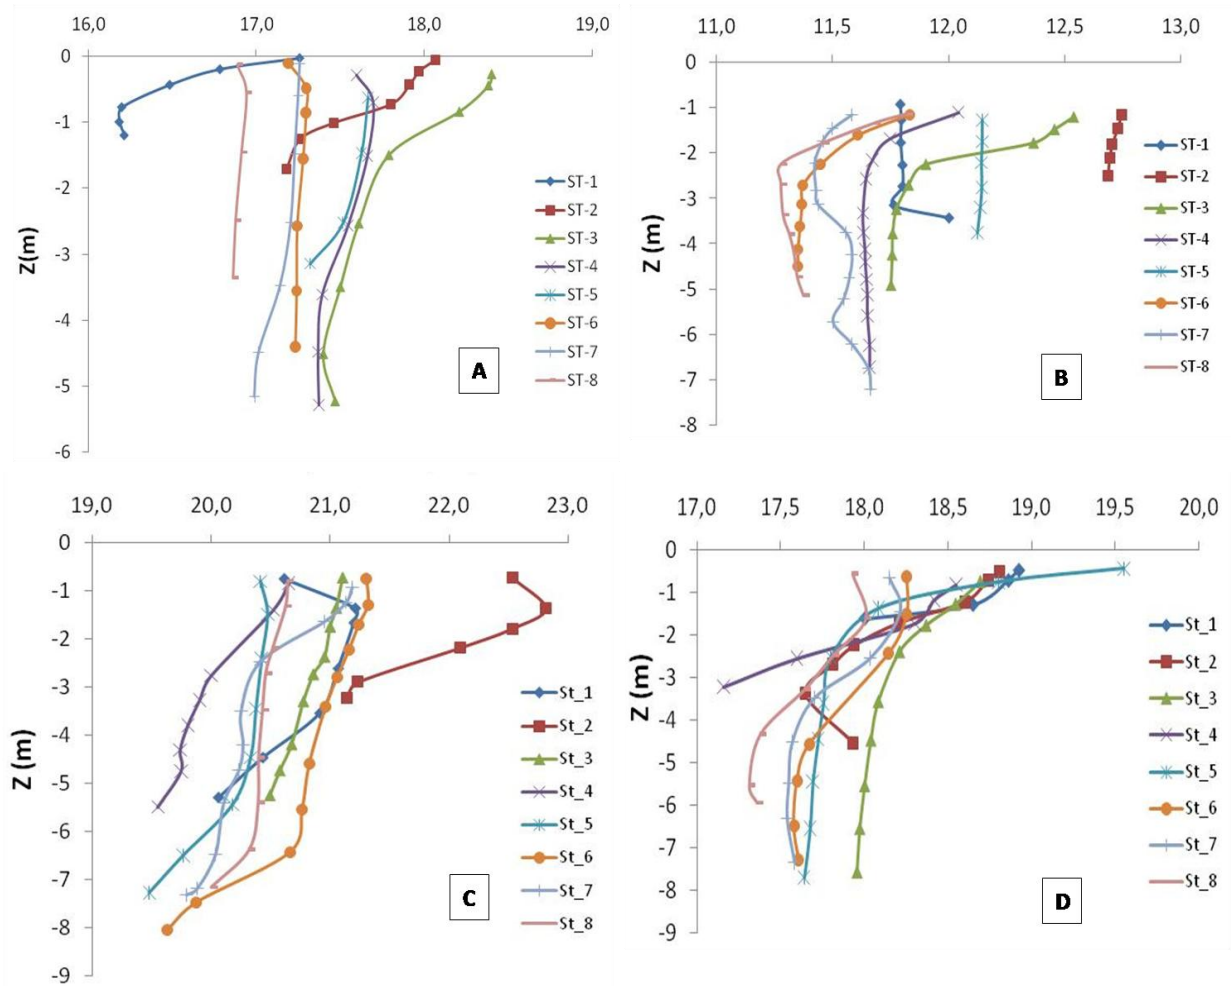 16,0 17,0 18,0 19,0
0
-1
-2
-3
-4
-5
-6
Z(m)
ST-1
ST-2
ST-3
ST-4
ST-5
ST-6
ST-7
ST-8
A
11,0 11,5 12,0 12,5 13,0
0
-1
-2
-3
-4
-5
-6
-7
-8
Z (m)
ST-1
ST-2
ST-3
ST-4
ST-5
ST-6
ST-7
ST-8
B
19,0 20,0 21,0 22,0 23,0
0
-1
-2
-3
-4
-5
-6
-7
-8
-9
Z (m)
St_1
St_2
St_3
St_4
St_5
St_6
St_7
St_8
C
17,0 17,5 18,0 18,5 19,0 19,5 20,0
0
-1
-2
-3
-4
-5
-6
-7
-8
-9
Z (m)
St_1
St_2
St_3
St_4
St_5
St_6
St_7
St_8
D